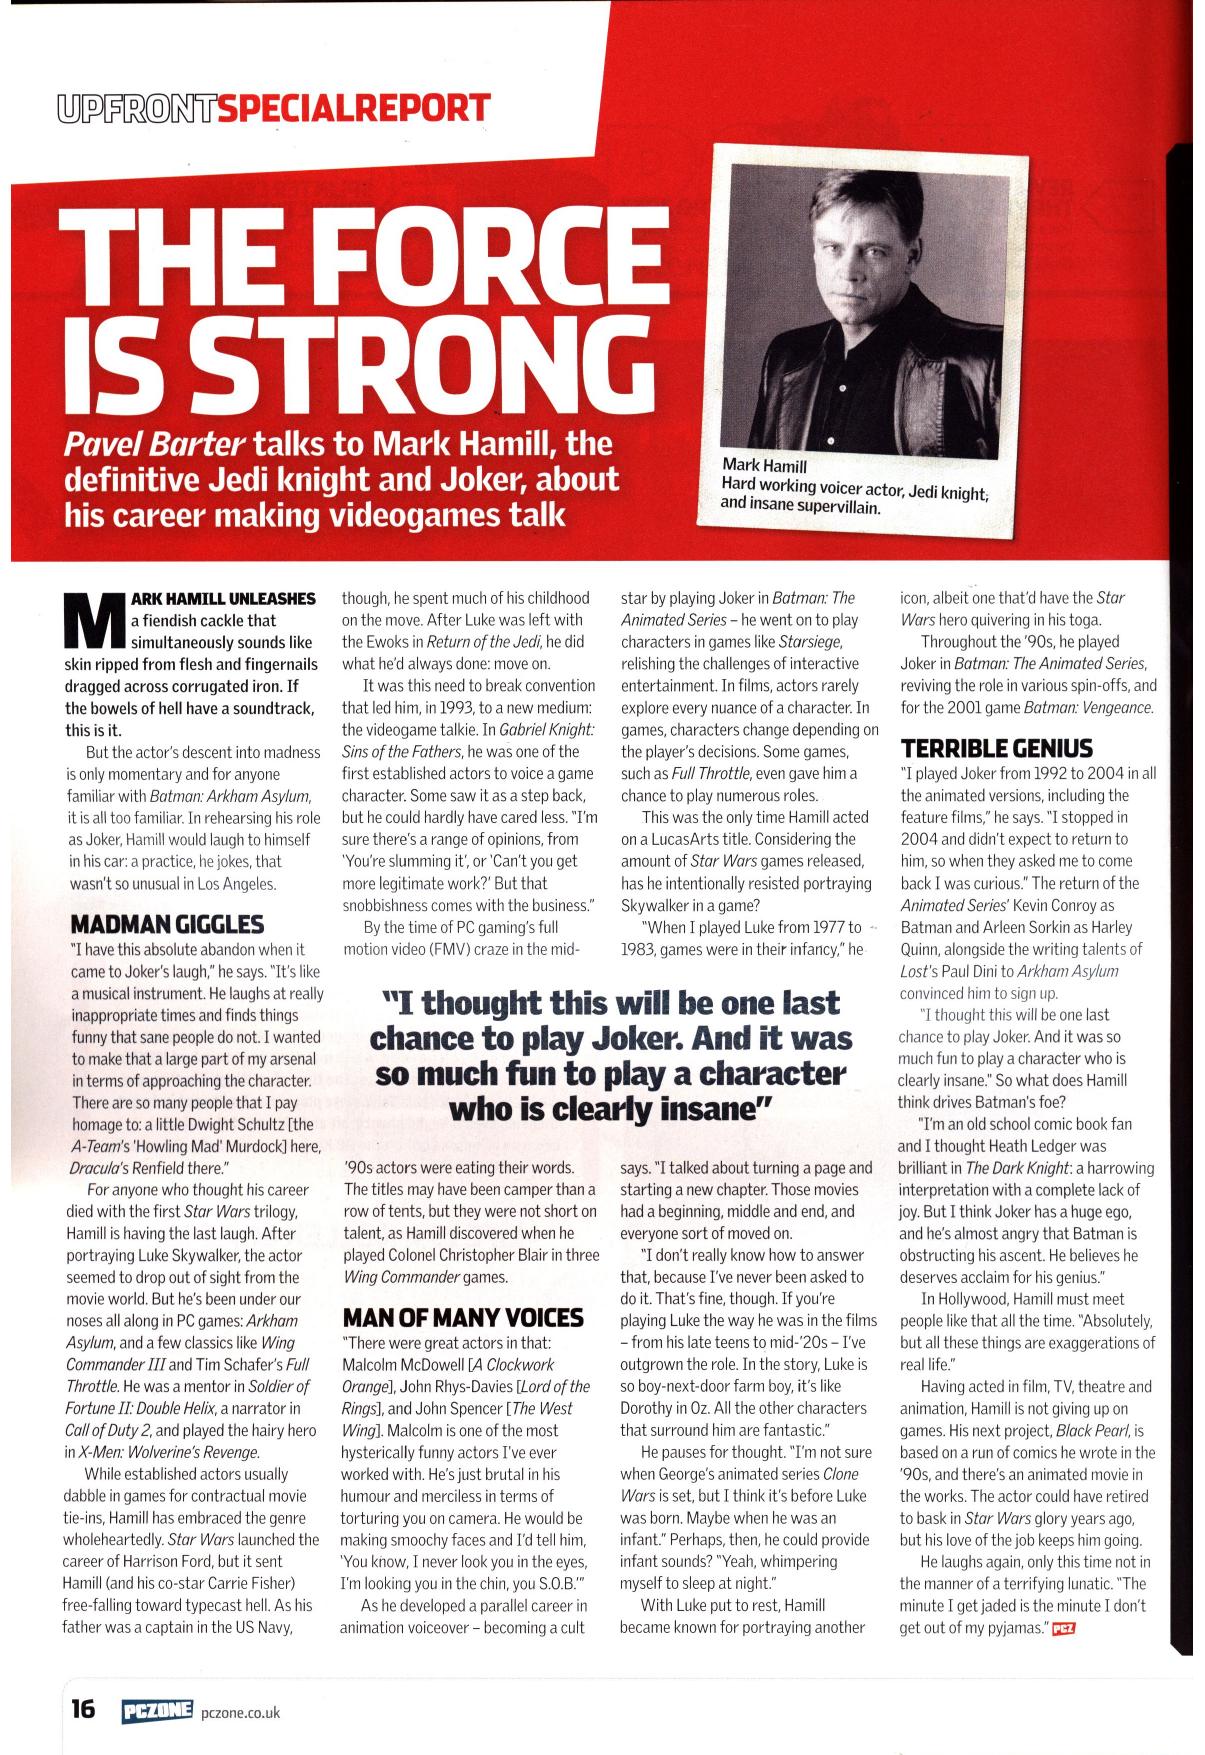 UPFRONTSPECIALREPORT
THE FORCE
IS STRONG
Pavel Barter talks to Mark Hamill, the
definitive Jedi knight and Joker, about
his career making videogames talk
Mark Hamill
Hard working voicer actor, Jedi knight,
and insane supervillain.
MARK HAMILL UNLEASHES
a fiendish cackle that
simultaneously sounds like
skin ripped from flesh and fingernails
dragged across corrugated iron. If
the bowels of hell have a soundtrack,
this is it.
But the actor's descent into madness
is only momentary and for anyone
familiar with Batman: Arkham Asylum,
it is all too familiar. In rehearsing his role
as Joker, Hamill would laugh to himself
in his car: a practice, he jokes, that
wasn't so unusual in Los Angeles.
MADMAN GIGGLES
"I have this absolute abandon when it
came to Joker's laugh," he says. "It's like
a musical instrument. He laughs at really
inappropriate times and finds things
funny that sane people do not. I wanted
to make that a large part of my arsenal
in terms of approaching the character.
There are so many people that I pay
homage to: a little Dwight Schultz [the
A-Team's 'Howling Mad' Murdock] here,
Dracula's Renfield there."
For anyone who thought his career
died with the first Star Wars trilogy,
Hamill is having the last laugh. After
portraying Luke Skywalker, the actor
seemed to drop out of sight from the
movie world. But he's been under our
noses all along in PC games: Arkham
Asylum, and a few classics like Wing
Commander III and Tim Schafer's Full
Throttle. He was a mentor in Soldier of
Fortune II: Double Helix, a narrator in
Call of Duty 2, and played the hairy hero
in X-Men: Wolverine's Revenge.
While established actors usually
dabble in games for contractual movie
tie-ins, Hamill has embraced the genre
wholeheartedly. Star Wars launched the
career of Harrison Ford, but it sent
Hamill (and his co-star Carrie Fisher)
free-falling toward typecast hell. As his
father was a captain in the US Navy,
though, he spent much of his childhood
on the move. After Luke was left with
the Ewoks in Return of the Jedi, he did
what he'd always done: move on.
It was this need to break convention
that led him, in 1993, to a new medium:
the videogame talkie. In Gabriel Knight:
Sins of the Fathers, he was one of the
first established actors to voice a game
character. Some saw it as a step back,
but he could hardly have cared less. "I'm
sure there's a range of opinions, from
'You're slumming it', or 'Can't you get
more legitimate work?' But that
snobbishness comes with the business."
By the time of PC gaming's full
motion video (FMV) craze in the mid-
"I thought this will be one last
chance to play Joker. And it was
so much fun to play a character
who is clearly insane"
'90s actors were eating their words.
The titles may have been camper than a
row of tents, but they were not short on
talent, as Hamill discovered when he
played Colonel Christopher Blair in three
Wing Commander games.
MAN OF MANY VOICES
"There were great actors in that:
Malcolm McDowell [A Clockwork
Orange], John Rhys-Davies [Lord of the
Rings], and John Spencer [The West
Wing]. Malcolm is one of the most
hysterically funny actors I've ever
worked with. He's just brutal in his
humour and merciless in terms of
torturing you on camera. He would be
making smoochy faces and I'd tell him,
'You know, I never look you in the eyes,
I'm looking you in the chin, you S.O.B.'"
As he developed a parallel career in
animation voiceover – becoming a cult
star by playing Joker in Batman: The
Animated Series – he went on to play
characters in games like Starsiege,
relishing the challenges of interactive
entertainment. In films, actors rarely
explore every nuance of a character. In
games, characters change depending on
the player's decisions. Some games,
such as Full Throttle, even gave him a
chance to play numerous roles.
This was the only time Hamill acted
on a LucasArts title. Considering the
amount of Star Wars games released,
has he intentionally resisted portraying
Skywalker in a game?
"When I played Luke from 1977 to
1983, games were in their infancy," he
says. "I talked about turning a page and
starting a new chapter. Those movies
had a beginning, middle and end, and
everyone sort of moved on.
"I don't really know how to answer
that, because I've never been asked to
do it. That's fine, though. If you're
playing Luke the way he was in the films
– from his late teens to mid-'20s – I've
outgrown the role. In the story, Luke is
so boy-next-door farm boy, it's like
Dorothy in Oz. All the other characters
that surround him are fantastic."
He pauses for thought. "I'm not sure
when George's animated series Clone
Wars is set, but I think it's before Luke
was born. Maybe when he was an
infant." Perhaps, then, he could provide
infant sounds? "Yeah, whimpering
myself to sleep at night."
With Luke put to rest, Hamill
became known for portraying another
icon, albeit one that'd have the Star
Wars hero quivering in his toga.
Throughout the '90s, he played
Joker in Batman: The Animated Series,
reviving the role in various spin-offs, and
for the 2001 game Batman: Vengeance.
TERRIBLE GENIUS
"I played Joker from 1992 to 2004 in all
the animated versions, including the
feature films," he says. "I stopped in
2004 and didn't expect to return to
him, so when they asked me to come
back I was curious." The return of the
Animated Series' Kevin Conroy as
Batman and Arleen Sorkin as Harley
Quinn, alongside the writing talents of
Lost's Paul Dini to Arkham Asylum
convinced him to sign up.
"I thought this will be one last
chance to play Joker. And it was so
much fun to play a character who is
clearly insane." So what does Hamill
think drives Batman's foe?
"I'm an old school comic book fan
and I thought Heath Ledger was
brilliant in The Dark Knight: a harrowing
interpretation with a complete lack of
joy. But I think Joker has a huge ego,
and he's almost angry that Batman is
obstructing his ascent. He believes he
deserves acclaim for his genius."
In Hollywood, Hamill must meet
people like that all the time. "Absolutely,
but all these things are exaggerations of
real life."
Having acted in film, TV, theatre and
animation, Hamill is not giving up on
games. His next project, Black Pearl, is
based on a run of comics he wrote in the
'90s, and there's an animated movie in
the works. The actor could have retired
to bask in Star Wars glory years ago,
but his love of the job keeps him going.
He laughs again, only this time not in
the manner of a terrifying lunatic. "The
minute I get jaded is the minute I don't
get out of my pyjamas." PCZ
16 PCZONE pczone.co.uk